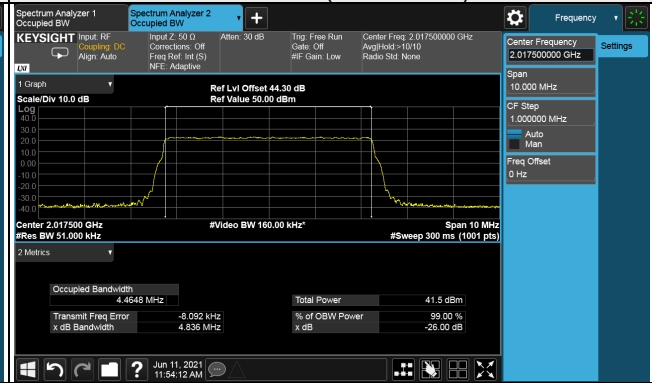 Spectrum Analyzer 1
Occupied BW
Spectrum Analyzer 2
Occupied BW
Frequency
KEYSIGHT
Input: RF
Coupling: DC
Align: Auto
Input Z: 50 Ω
Corrections: Off
Freq Ref: Int (S)
NFE: Adaptive
Atten: 30 dB
Trig: Free Run
Gate: Off
#IF Gain: Low
Center Freq: 2.017500000 GHz
Avg|Hold:>10/10
Radio Std: None
LXI
Center Frequency
2.017500000 GHz
Settings
Span
10.000 MHz
CF Step
1.000000 MHz
Auto
Man
Freq Offset
0 Hz
1 Graph
Scale/Div 10.0 dB
Ref Lvl Offset 44.30 dB
Ref Value 50.00 dBm
Log
40.0
30.0
20.0
10.0
0.00
-10.0
-20.0
-30.0
-40.0
Center 2.017500 GHz
#Video BW 160.00 kHz*
Span 10 MHz
#Res BW 51.000 kHz
#Sweep 300 ms (1001 pts)
2 Metrics
Occupied Bandwidth
4.4648 MHz
Total Power 41.5 dBm
Transmit Freq Error -8.092 kHz
% of OBW Power 99.00 %
x dB Bandwidth 4.836 MHz
x dB -26.00 dB
?
Jun 11, 2021
11:54:12 AM